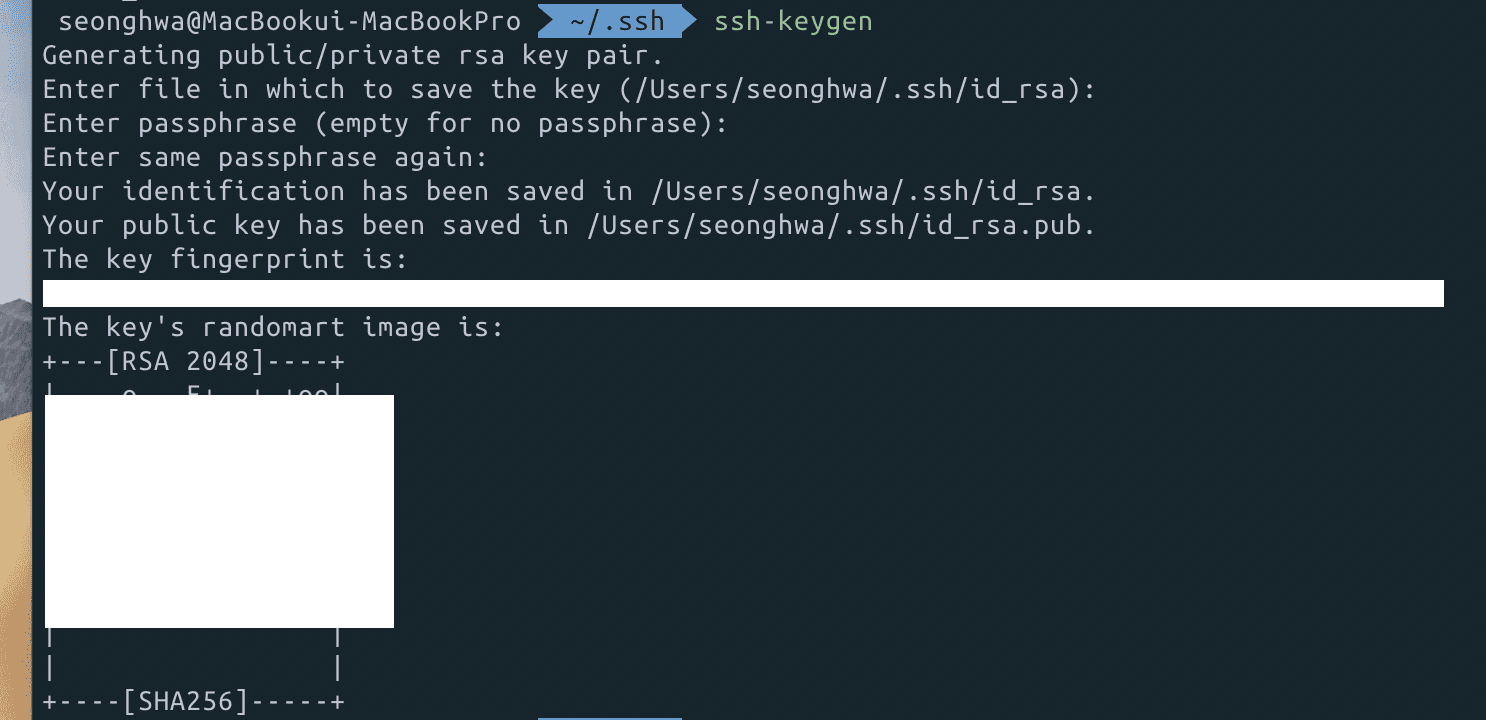 seonghwa@MacBookui-MacBookPro ~/.ssh ssh-keygen
Generating public/private rsa key pair.
Enter file in which to save the key (/Users/seonghwa/.ssh/id_rsa):
Enter passphrase (empty for no passphrase):
Enter same passphrase again:
Your identification has been saved in /Users/seonghwa/.ssh/id_rsa.
Your public key has been saved in /Users/seonghwa/.ssh/id_rsa.pub.
The key fingerprint is:
The key's randomart image is:
+---[RSA 2048]----+
|                 |
|                 |
+----[SHA256]-----+